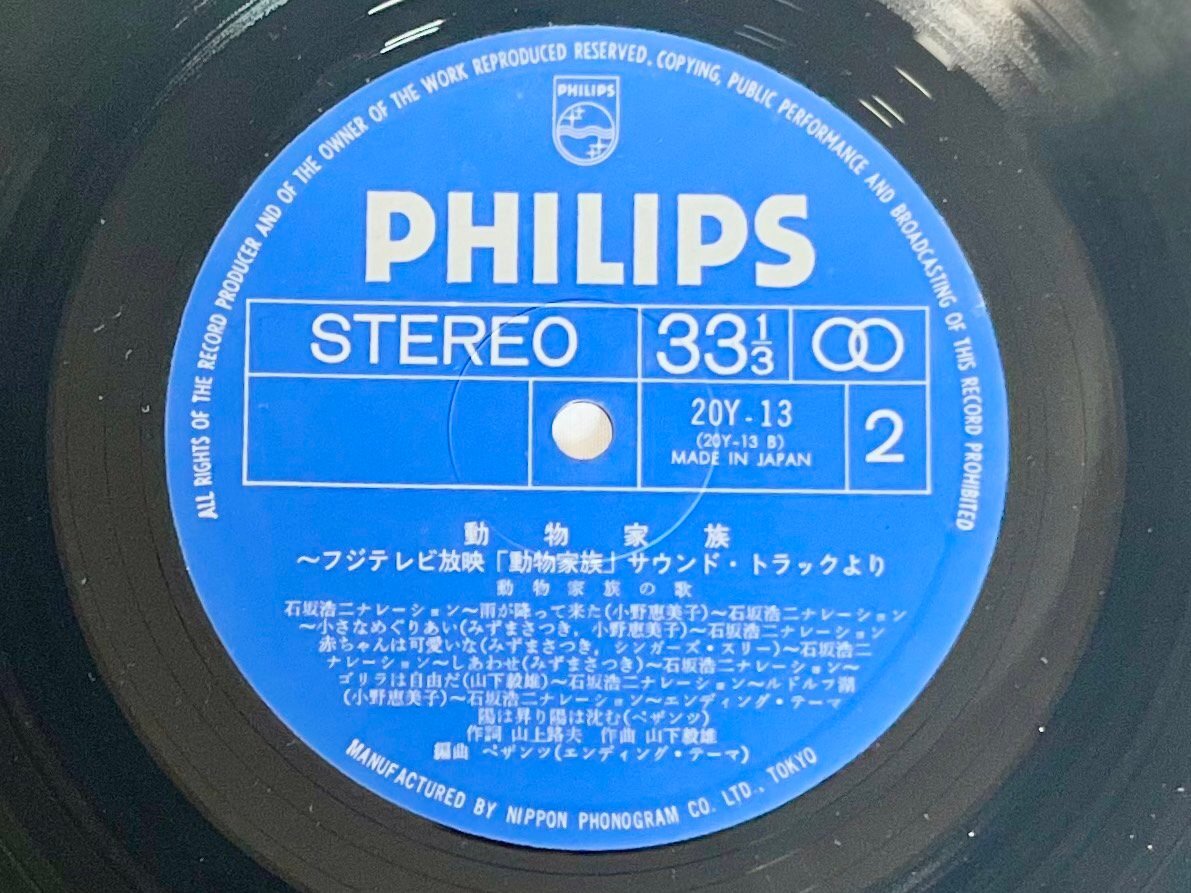 ALL RIGHTS OF THE RECORD PRODUCER AND OF THE OWNER OF THE WORK REPRODUCED RESERVED. COPYING, PUBLIC PERFORMANCE AND BROADCASTING OF THIS RECORD PROHIBITED
PHILIPS
PHILIPS
STEREO
33 1/3
20Y-13
(20Y-13 B)
MADE IN JAPAN
2
動物家族
～フジテレビ放映「動物家族」サウンド・トラックより
動物家族の歌
石坂浩二ナレーション～雨が降って来た(小野恵美子)～石坂浩二ナレーション
～小さなめぐりあい(みずまさつき, 小野恵美子)～石坂浩二ナレーション
赤ちゃんは可愛いな(みずまさつき, シンガーズ・スリー)～石坂浩二
ナレーション～しあわせ(みずまさつき)～石坂浩二ナレーション～
ゴリラは自由だ(山下毅雄)～石坂浩二ナレーション～ルドルフ湖
(小野恵美子)～石坂浩二ナレーション～エンディング・テーマ
陽は昇り陽は沈む(ペザンツ)
作詞 山上路夫 作曲 山下毅雄
編曲 ペザンツ(エンディング・テーマ)
MANUFACTURED BY NIPPON PHONOGRAM CO. LTD., TOKYO